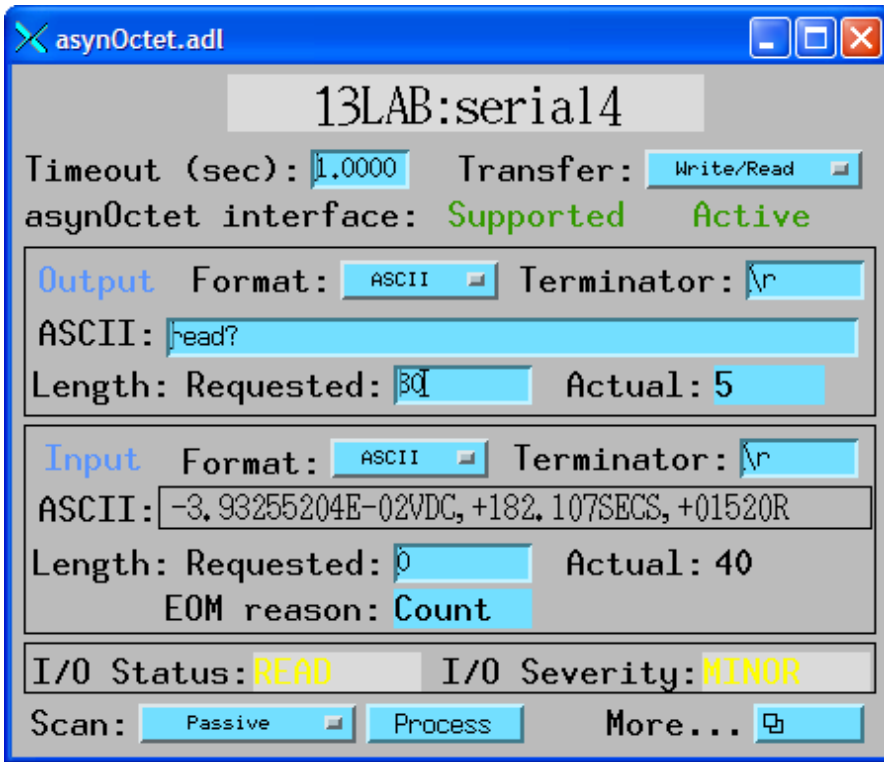 asynOctet.adl
13LAB:serial4
Timeout (sec): 1.0000 Transfer: Write/Read
asynOctet interface: Supported Active
Output Format: ASCII Terminator: \r
ASCII: read?
Length: Requested: 80 Actual: 5
Input Format: ASCII Terminator: \r
ASCII: -3.93255204E-02VDC,+182.107SECS,+01520R
Length: Requested: 0 Actual: 40
EOM reason: Count
I/O Status: READ I/O Severity: MINOR
Scan: Passive Process More...